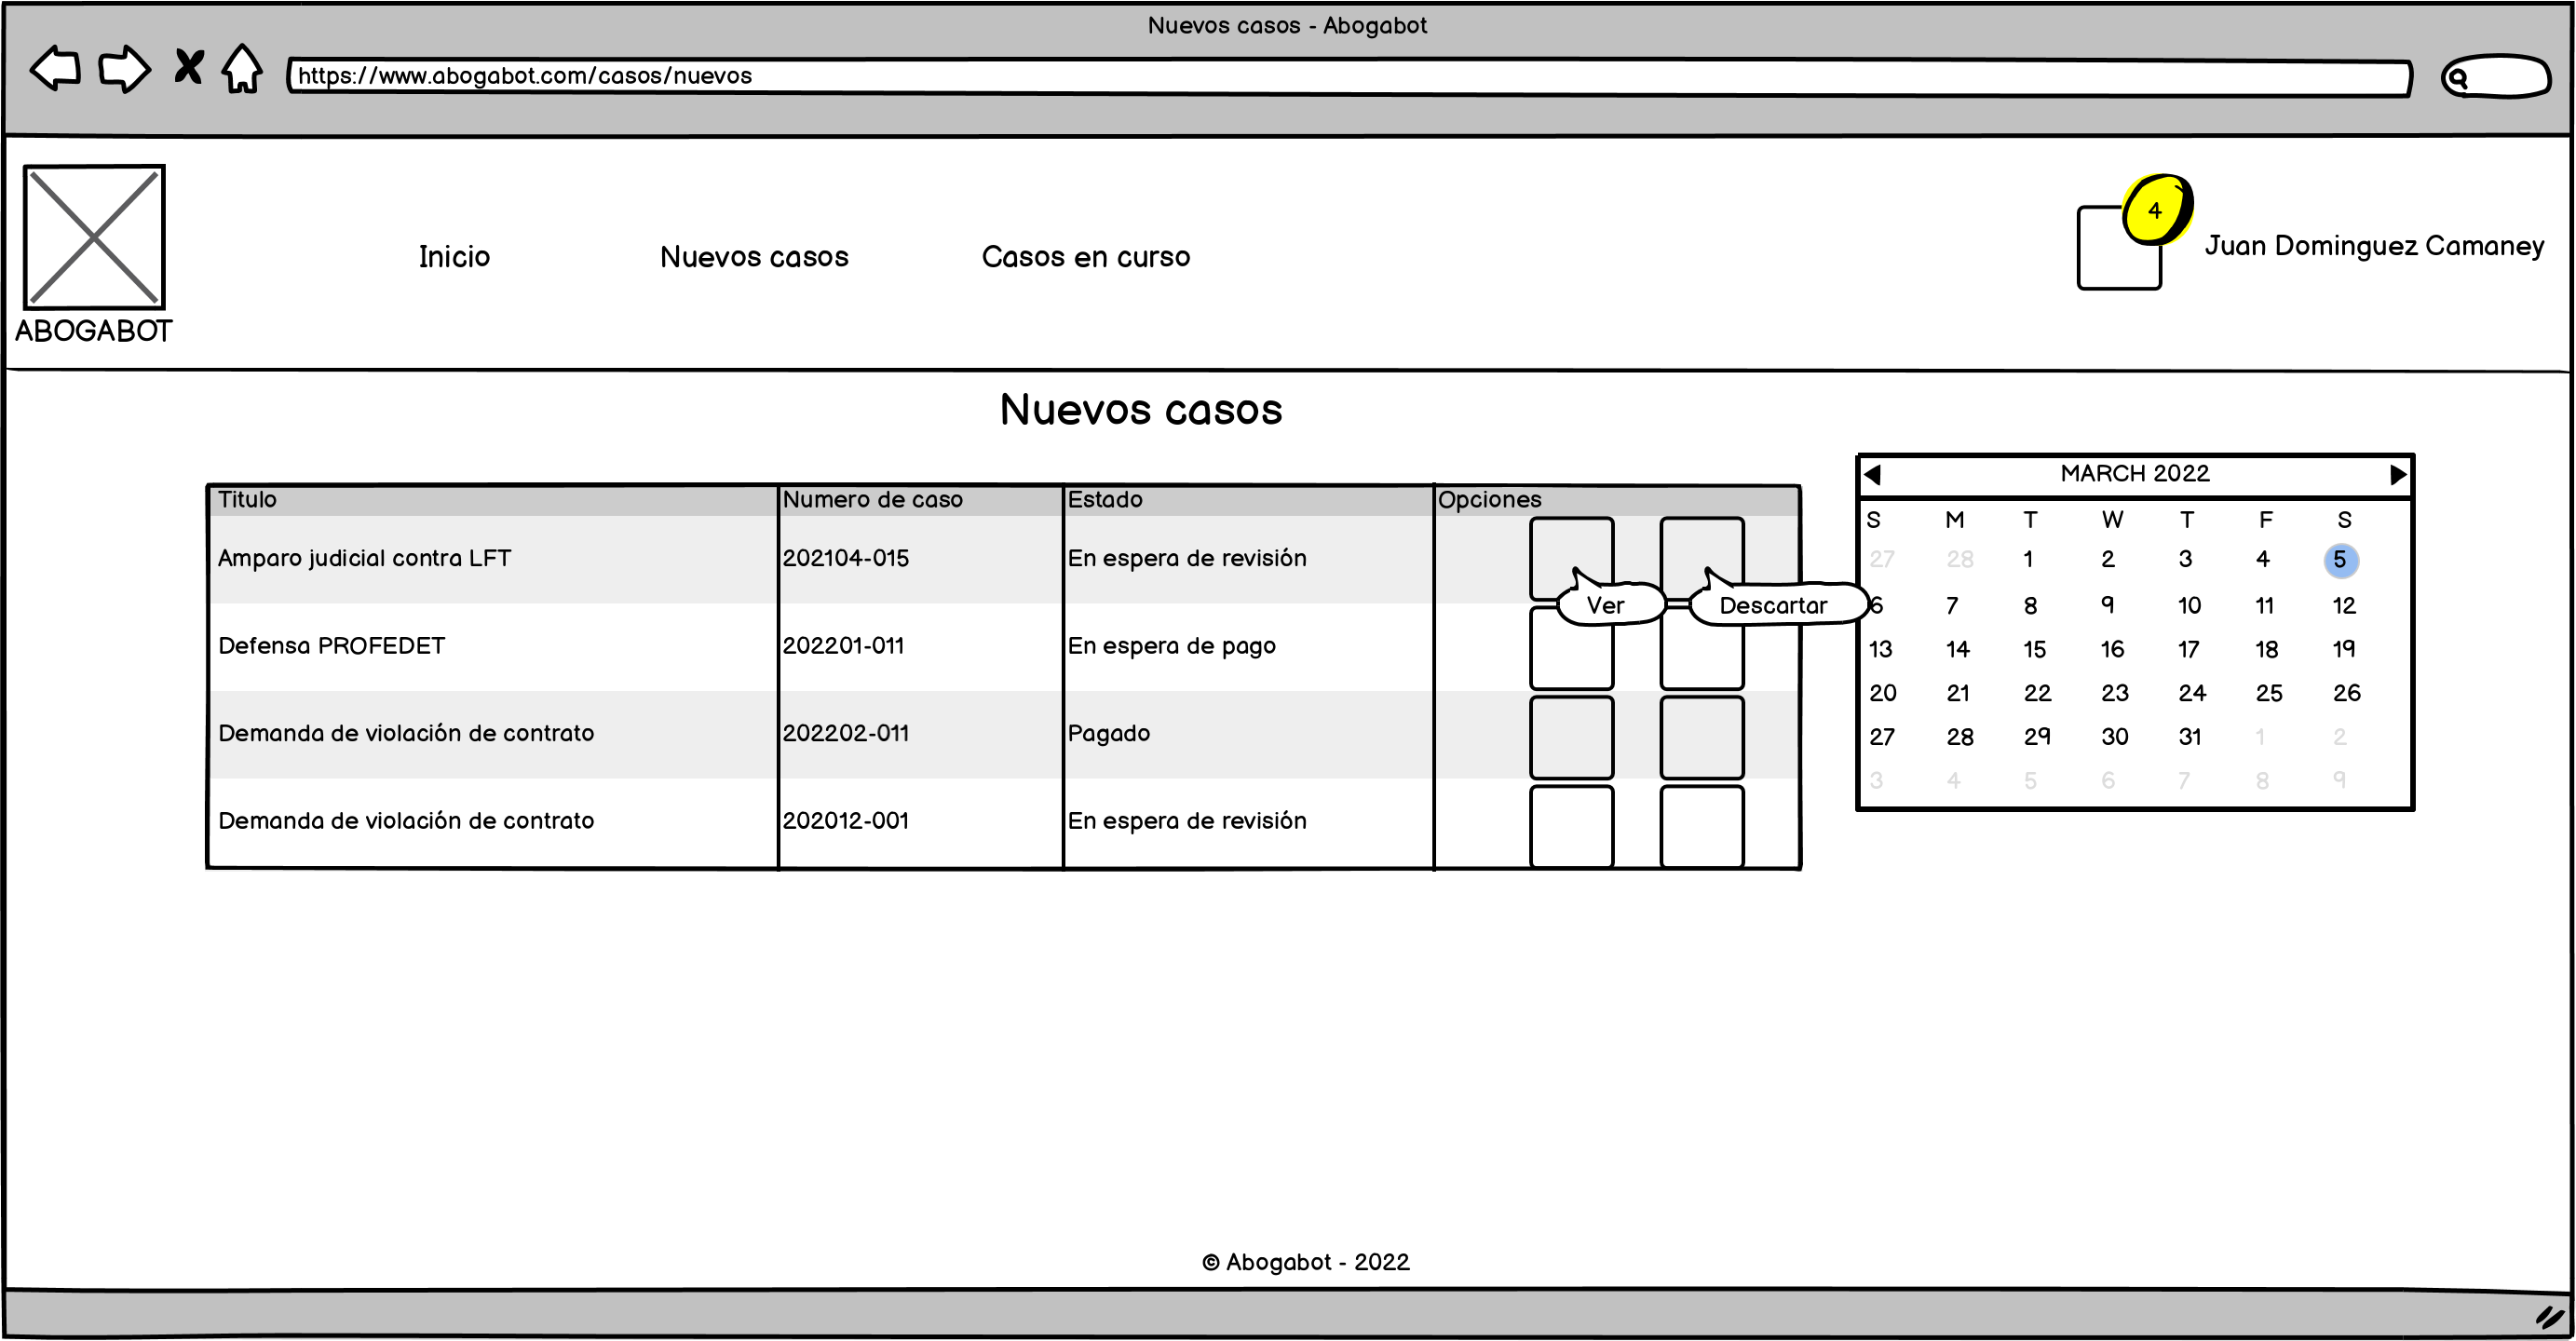 Nuevos casos - Abogabot
https://www.abogabot.com/casos/nuevos
4
Inicio Nuevos casos Casos en curso Juan Dominguez Camaney
ABOGABOT
Nuevos casos
Titulo Numero de caso Estado Opciones
Amparo judicial contra LFT 202104-015 En espera de revisión
Ver Descartar
Defensa PROFEDET 202201-011 En espera de pago
Demanda de violación de contrato 202202-011 Pagado
Demanda de violación de contrato 202012-001 En espera de revisión
MARCH 2022
S M T W T F S
27 28 1 2 3 4 5
6 7 8 9 10 11 12
13 14 15 16 17 18 19
20 21 22 23 24 25 26
27 28 29 30 31 1 2
3 4 5 6 7 8 9
© Abogabot - 2022